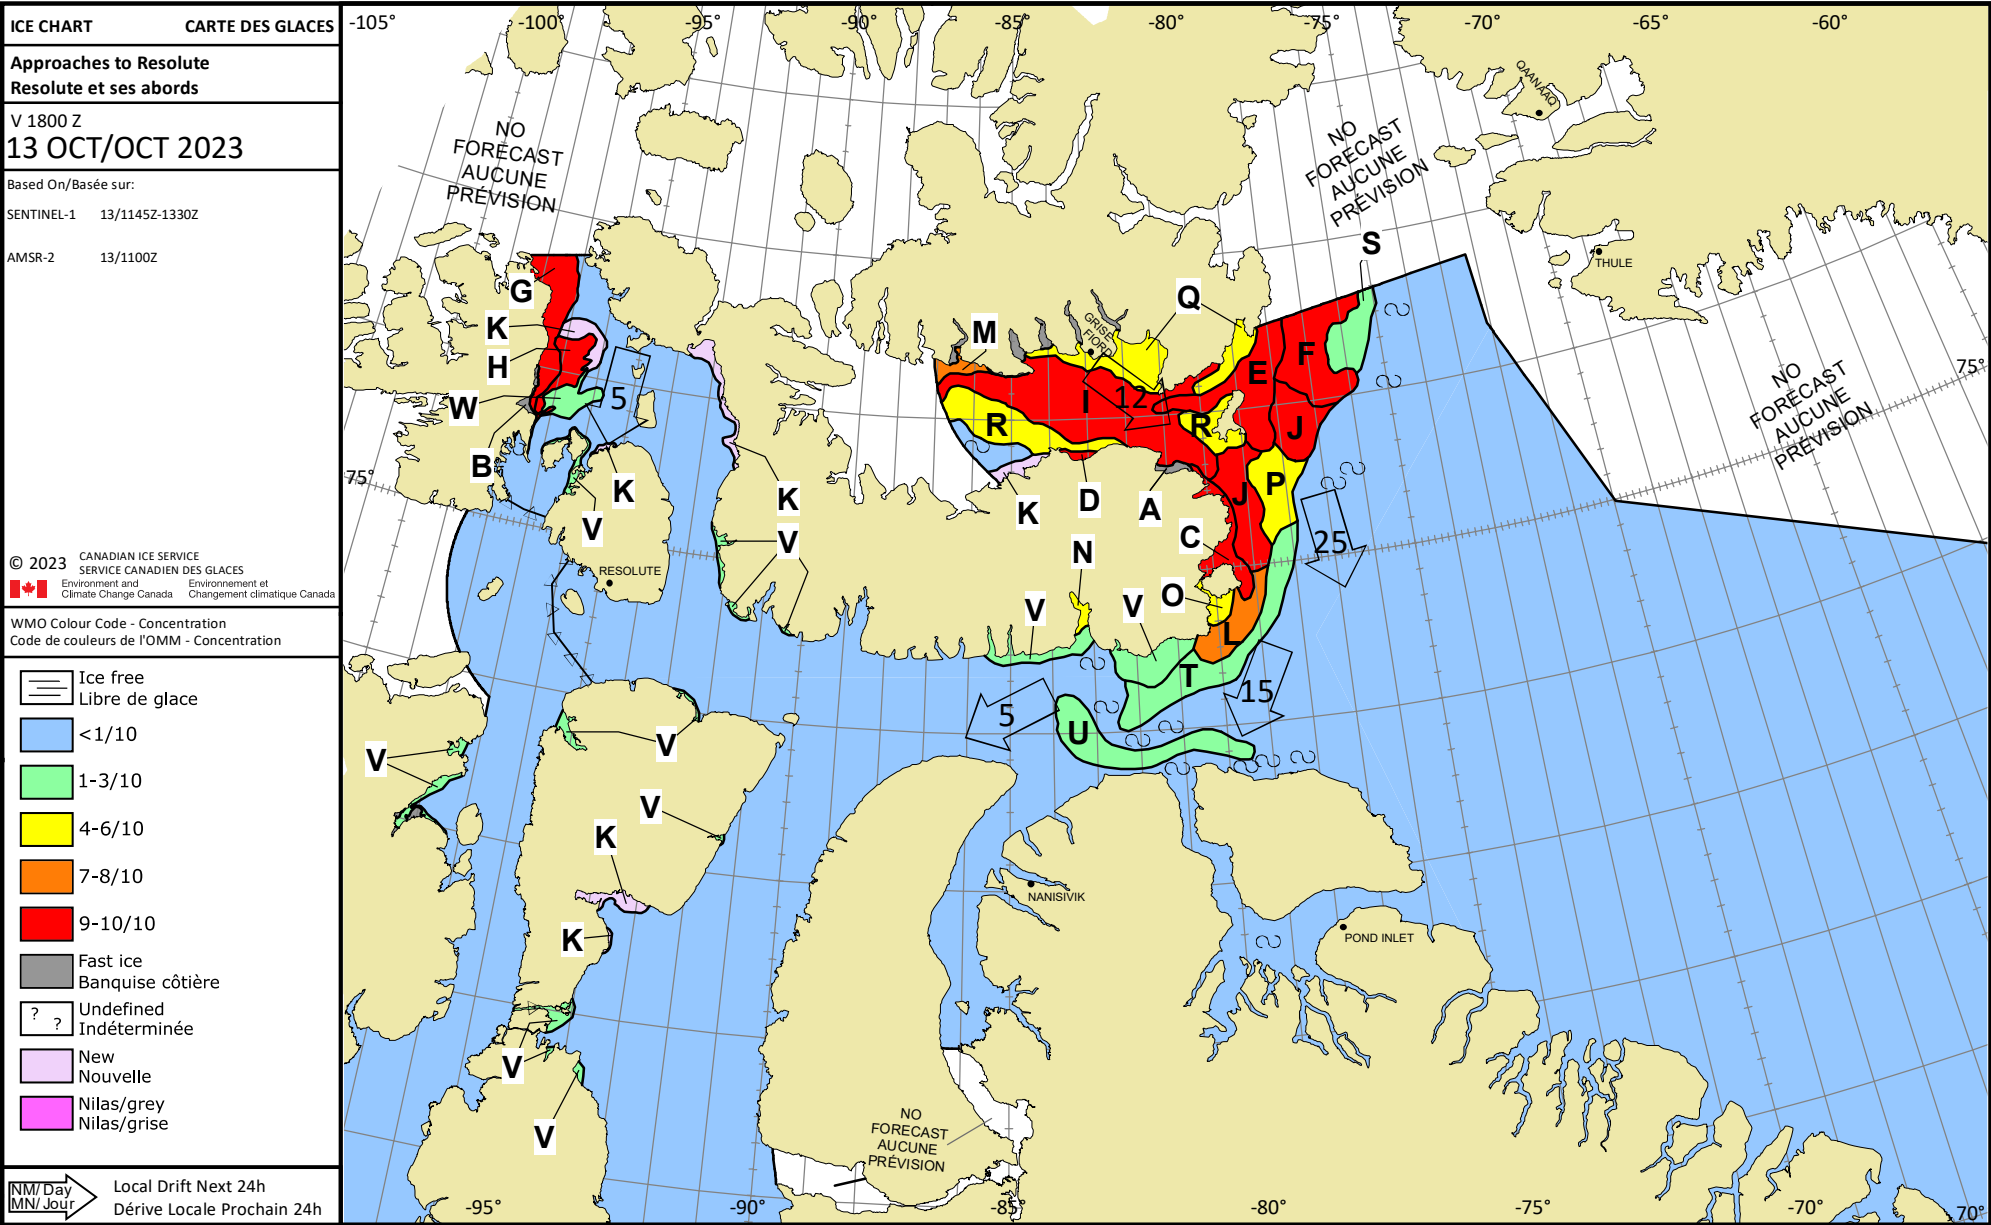 ICE CHART CARTE DES GLACES
Approaches to Resolute
Resolute et ses abords
V 1800 Z
13 OCT/OCT 2023
Based On/Basée sur:
SENTINEL-1 13/1145Z-1330Z
AMSR-2 13/1100Z
© 2023 CANADIAN ICE SERVICE
SERVICE CANADIEN DES GLACES
Environment and
Climate Change Canada
Environnement et
Changement climatique Canada
WMO Colour Code - Concentration
Code de couleurs de l'OMM - Concentration
Ice free
Libre de glace
<1/10
1-3/10
4-6/10
7-8/10
9-10/10
Fast ice
Banquise côtière
? ?
Undefined
Indéterminée
New
Nouvelle
Nilas/grey
Nilas/grise
NM/Day
MN/Jour
Local Drift Next 24h
Dérive Locale Prochain 24h
-105° -100° -95° -90° -85° -80° -75° -70° -65° -60°
NO
FORECAST
AUCUNE
PRÉVISION
NO
FORECAST
AUCUNE
PRÉVISION
QAANAAQ
THULE
S
G
K
H
W
B
5
M
Q
GRISE
FIORD
E
F
I
12
R
R
J
75°
NO
FORECAST
AUCUNE
PRÉVISION
75°
K
V
K
V
K
D
A
J
P
C
25
N
RESOLUTE
V
V
O
L
T
15
5
U
V
V
V
K
NANISIVIK
POND INLET
K
V
V
NO
FORECAST
AUCUNE
PRÉVISION
-95° -90° -85° -80° -75° -70° 70°